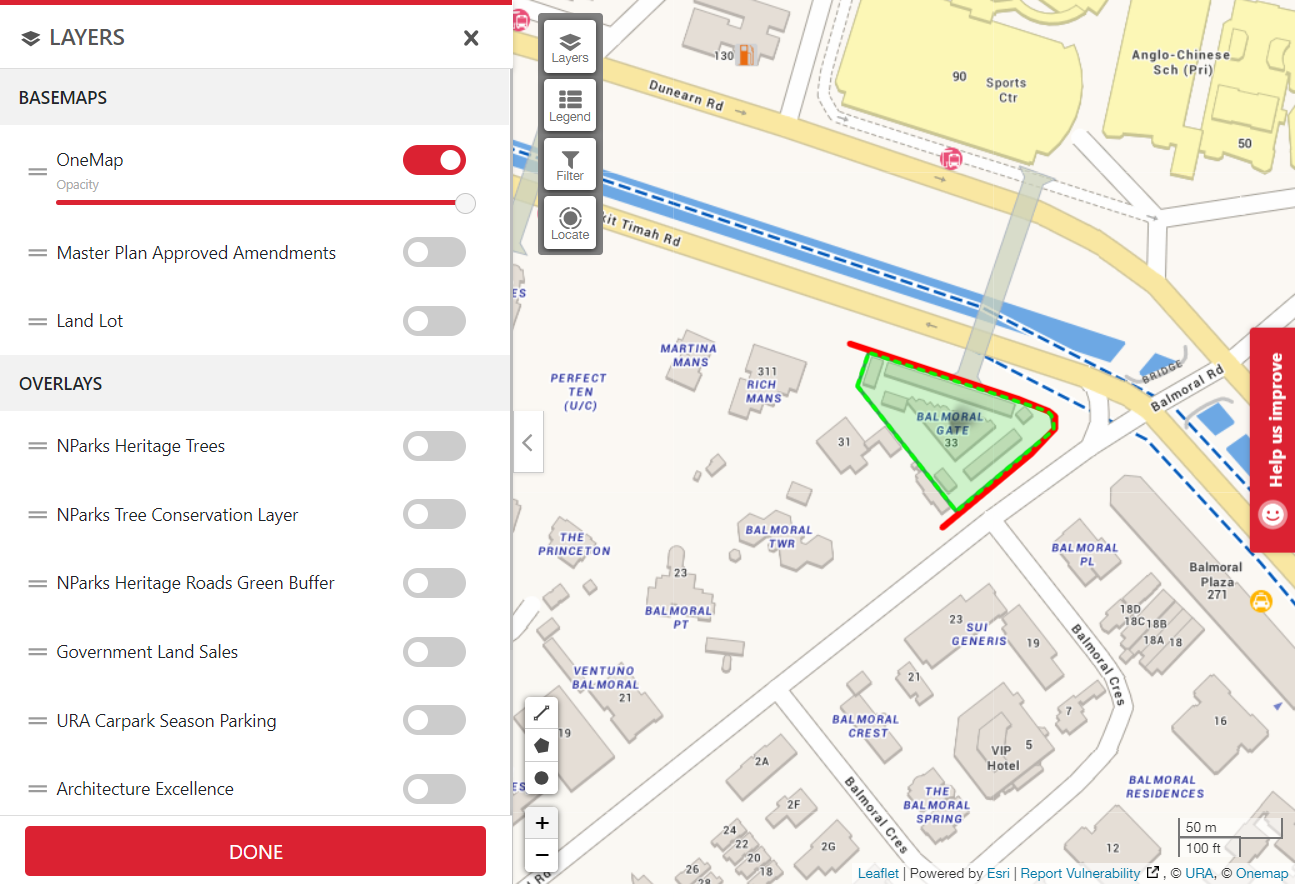 LAYERS
BASEMAPS
OneMap
Opacity
Master Plan Approved Amendments
Land Lot
OVERLAYS
NParks Heritage Trees
NParks Tree Conservation Layer
NParks Heritage Roads Green Buffer
Government Land Sales
URA Carpark Season Parking
Architecture Excellence
DONE
Layers
Legend
Filter
Locate
130
Dunearn Rd
90
Sports
Ctr
Anglo-Chinese
Sch (Pri)
50
kit Timah Rd
ES
MARTINA
MANS
311
RICH
MANS
PERFECT
TEN
(U/C)
BRIDGE
Balmoral Rd
BALMORAL
GATE
33
31
Help us improve
THE
PRINCETON
BALMORAL
TWR
BALMORAL
PL
Balmoral
Plaza
271
23
BALMORAL
PT
23
SUI
GENERIS
19
18D
18C
18B
18A
18
Balmoral Cres
VENTUNO
BALMORAL
21
21
19
7
16
BALMORAL
CREST
VIP
Hotel
5
2A
ES
THE
BALMORAL
SPRING
BALMORAL
RESIDENCES
2F
Balmoral Cres
24
22
20
18
26
28
2G
12
l Rd
+
−
50 m
100 ft
Leaflet | Powered by Esri | Report Vulnerability , © URA, © Onemap